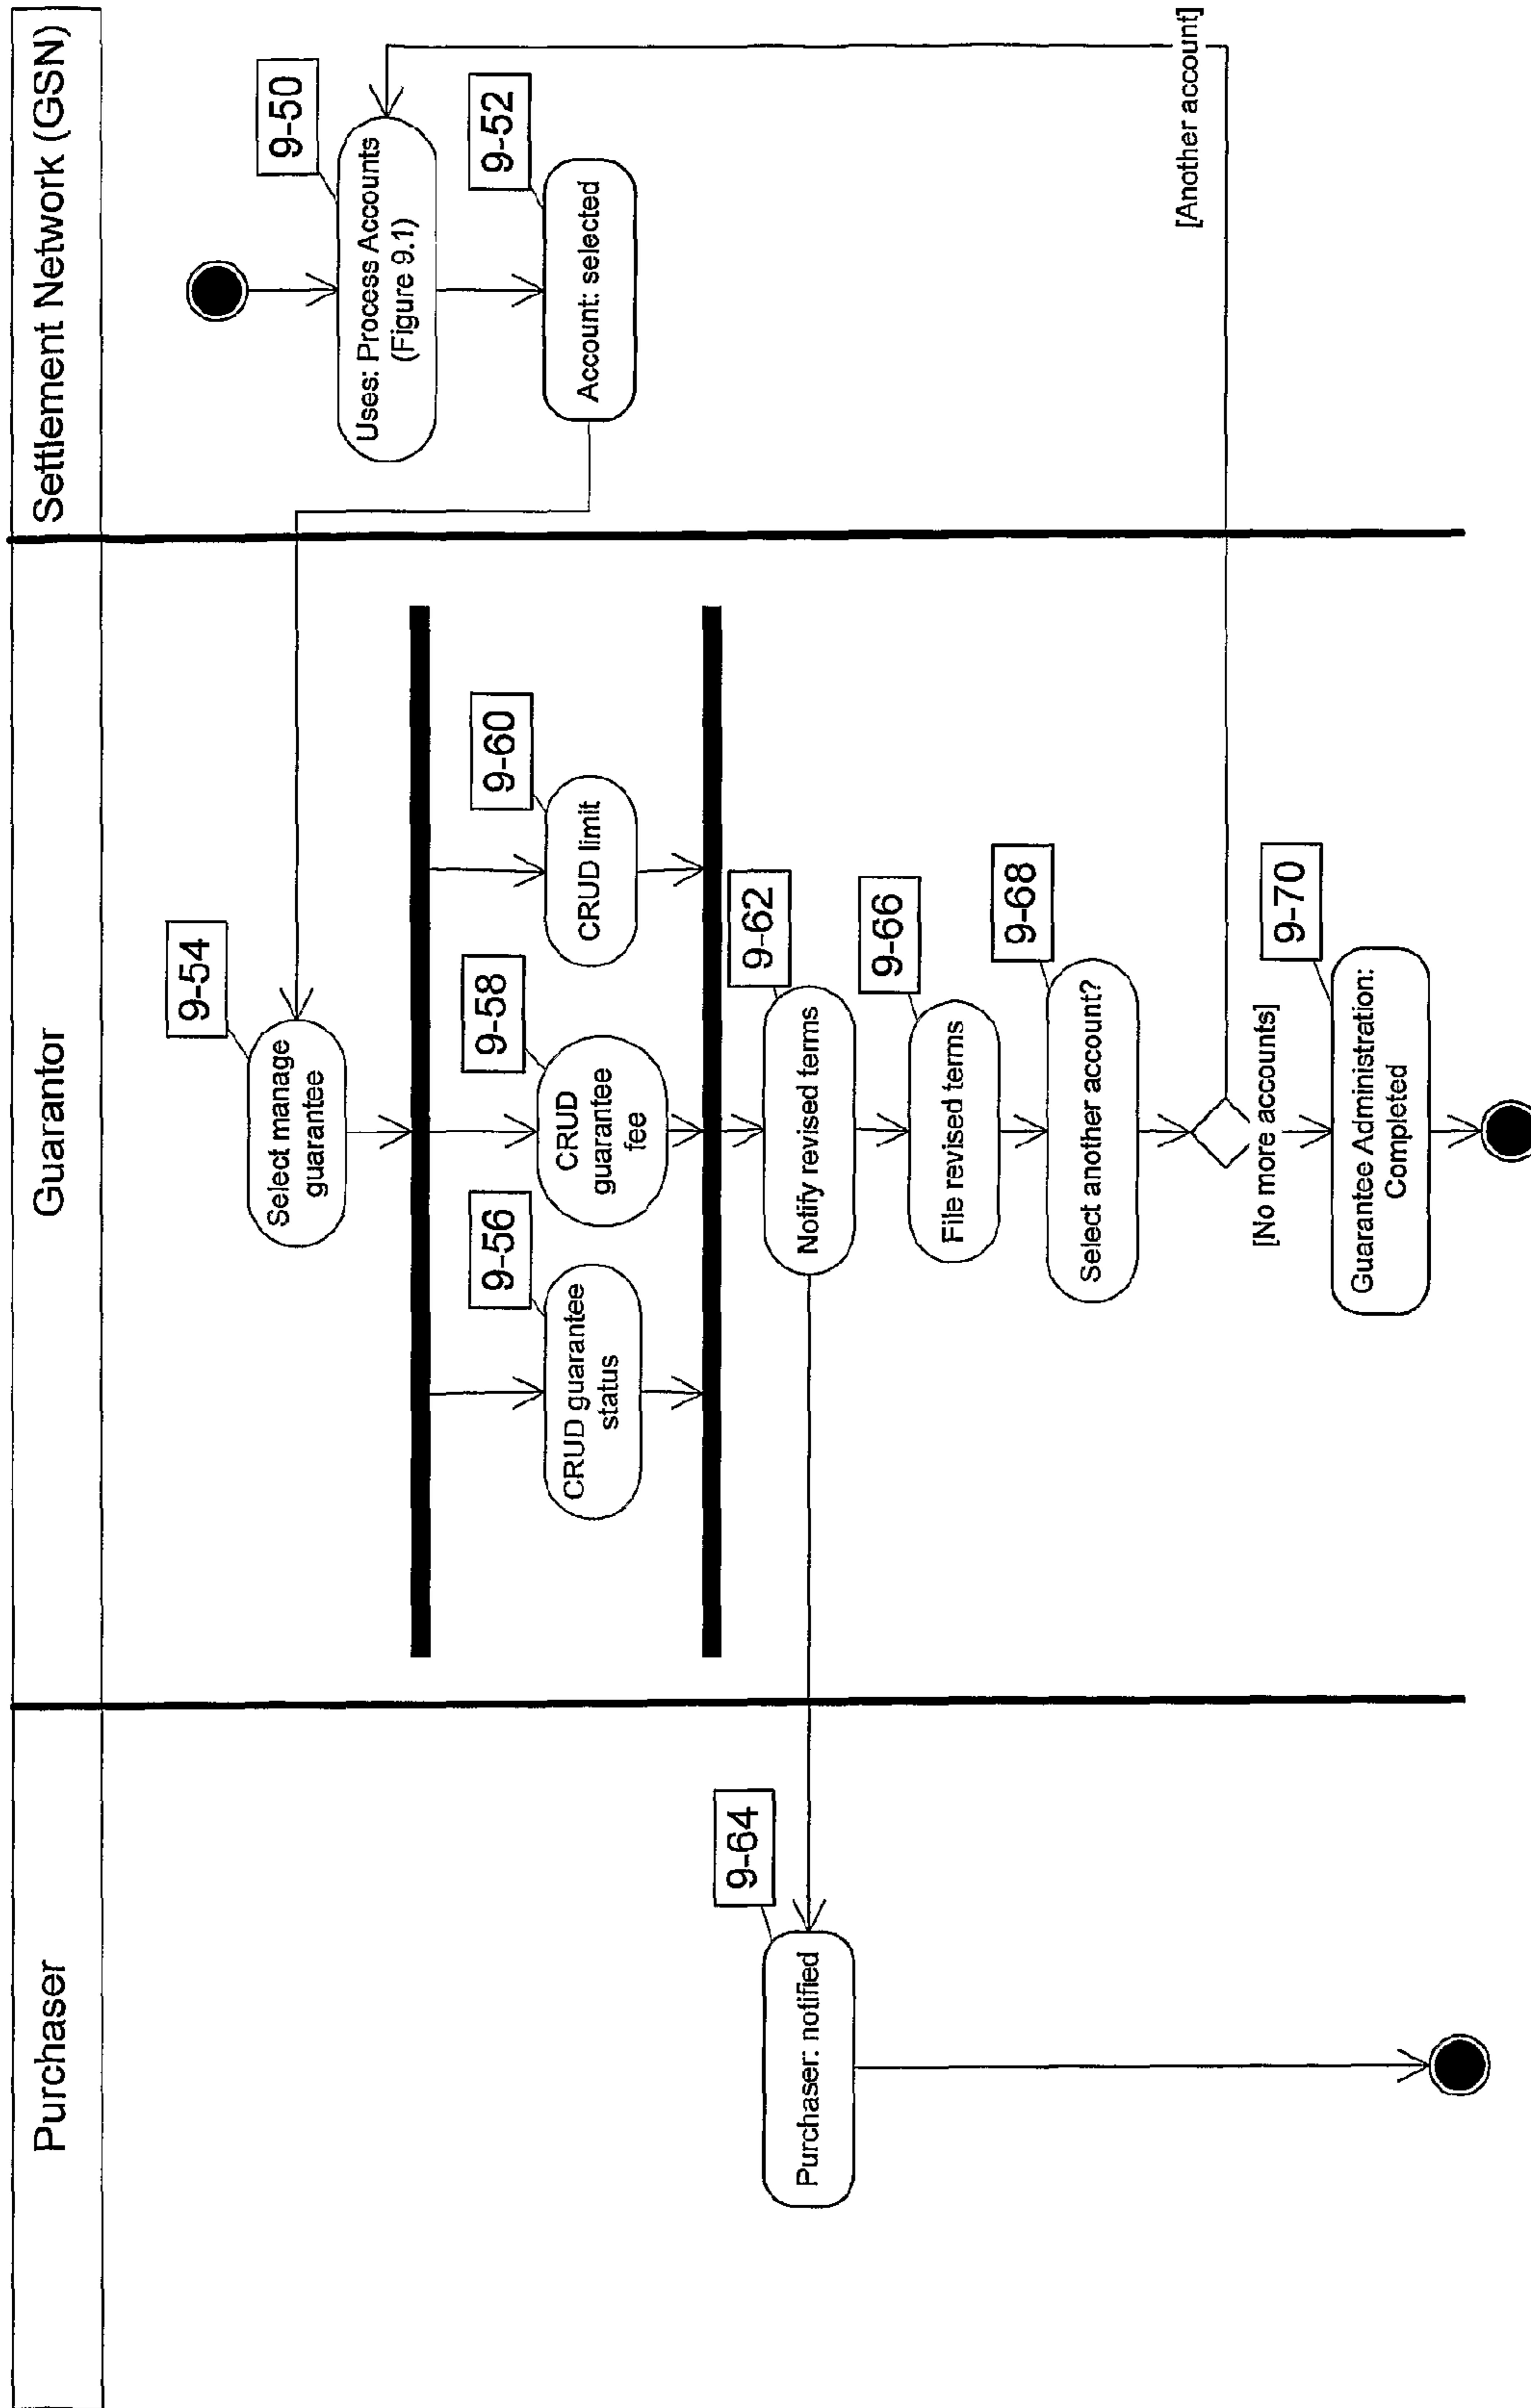 Purchaser
Guarantor
Settlement Network (GSN)
9-50
Uses: Process Accounts
(Figure 9.1)
9-52
Account: selected
9-54
Select manage
guarantee
9-56
CRUD guarantee
status
9-58
CRUD
guarantee
fee
9-60
CRUD limit
9-62
Notify revised terms
9-64
Purchaser: notified
9-66
File revised terms
9-68
Select another account?
[Another account]
[No more accounts]
9-70
Guarantee Administration:
Completed